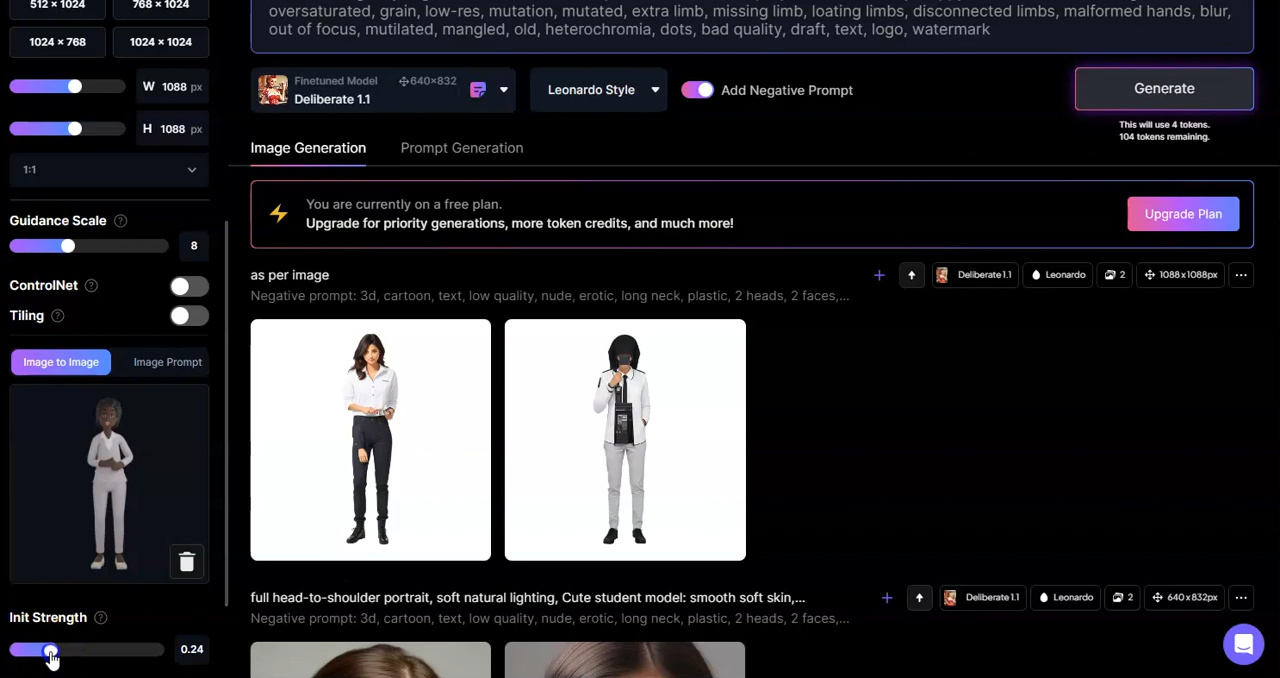 512 × 1024
768 × 1024
1024 × 768
1024 × 1024
W 1088 px
H 1088 px
1:1
Guidance Scale
8
ControlNet
Tiling
Image to Image
Image Prompt
Init Strength
0.24
oversaturated, grain, low-res, mutation, mutated, extra limb, missing limb, loating limbs, disconnected limbs, malformed hands, blur,
out of focus, mutilated, mangled, old, heterochromia, dots, bad quality, draft, text, logo, watermark
Finetuned Model
640×832
Deliberate 1.1
Leonardo Style
Add Negative Prompt
Generate
This will use 4 tokens.
104 tokens remaining.
Image Generation
Prompt Generation
You are currently on a free plan.
Upgrade for priority generations, more token credits, and much more!
Upgrade Plan
as per image
Deliberate 1.1
Leonardo
2
1088x1088px
Negative prompt: 3d, cartoon, text, low quality, nude, erotic, long neck, plastic, 2 heads, 2 faces,...
full head-to-shoulder portrait, soft natural lighting, Cute student model: smooth soft skin,...
Deliberate 1.1
Leonardo
2
640x832px
Negative prompt: 3d, cartoon, text, low quality, nude, erotic, long neck, plastic, 2 heads, 2 faces,...